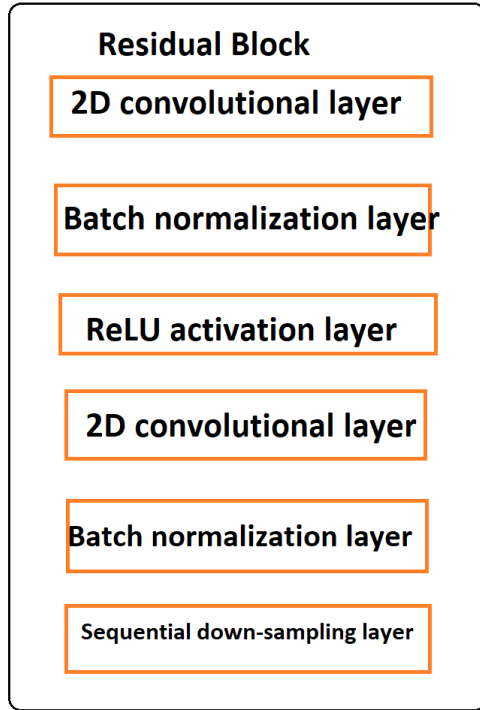 Residual Block
2D convolutional layer
Batch normalization layer
ReLU activation layer
2D convolutional layer
Batch normalization layer
Sequential down-sampling layer